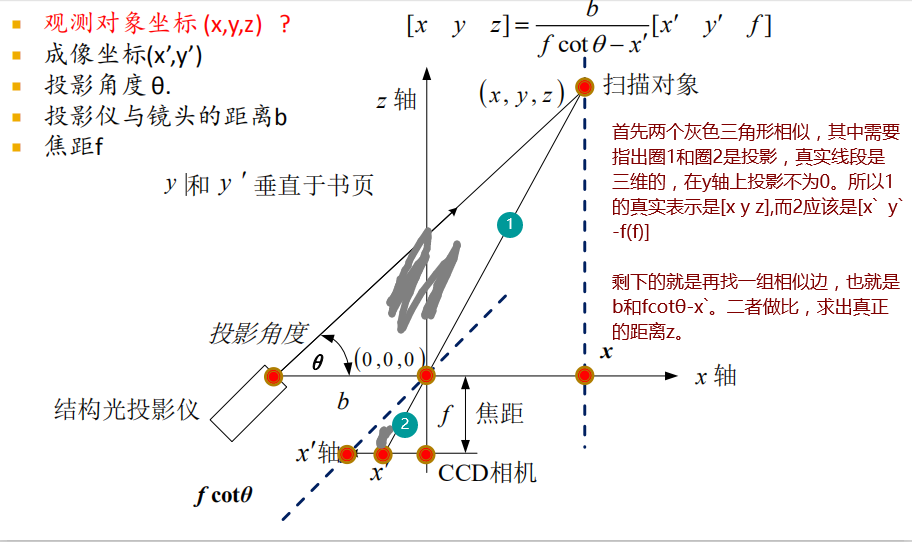 观测对象坐标 (x,y,z) ?
成像坐标(x′,y′)
投影角度 θ.
投影仪与镜头的距离b
焦距f
[x y z]= b / (f cot θ − x′) [x′ y′ f]
z 轴
(x, y, z)
扫描对象
y |和 y ′ 垂直于书页
首先两个灰色三角形相似，其中需要
指出圈1和圈2是投影，真实线段是
三维的，在y轴上投影不为0。所以1
的真实表示是[x y z],而2应该是[x` y`
-f(f)]
剩下的就是再找一组相似边，也就是
b和fcotθ-x`。二者做比，求出真正
的距离z。
1
投影角度
θ
(0,0,0)
x
x 轴
结构光投影仪
b
2
f
焦距
x′轴
x′
CCD相机
f cotθ